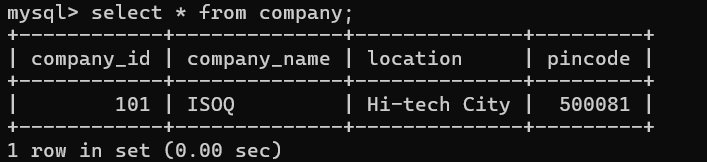 mysql> select * from company;
+------------+--------------+--------------+---------+
| company_id | company_name | location     | pincode |
+------------+--------------+--------------+---------+
|        101 | ISOQ         | Hi-tech City |  500081 |
+------------+--------------+--------------+---------+
1 row in set (0.00 sec)